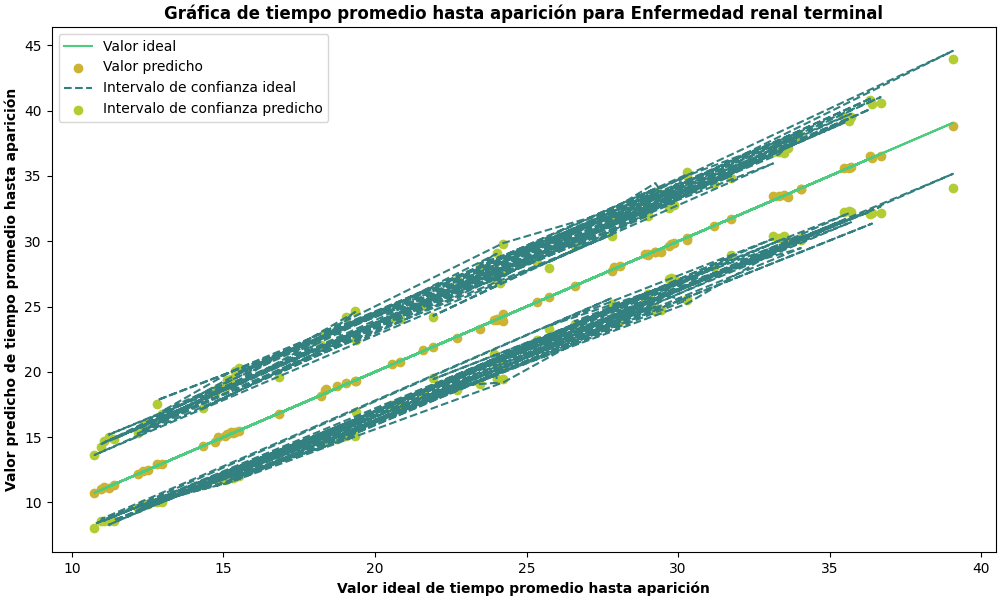 Gráfica de tiempo promedio hasta aparición para Enfermedad renal terminal
Valor ideal
Valor predicho
Intervalo de confianza ideal
Intervalo de confianza predicho
Valor predicho de tiempo promedio hasta aparición
45
40
35
30
25
20
15
10
10 15 20 25 30 35 40
Valor ideal de tiempo promedio hasta aparición